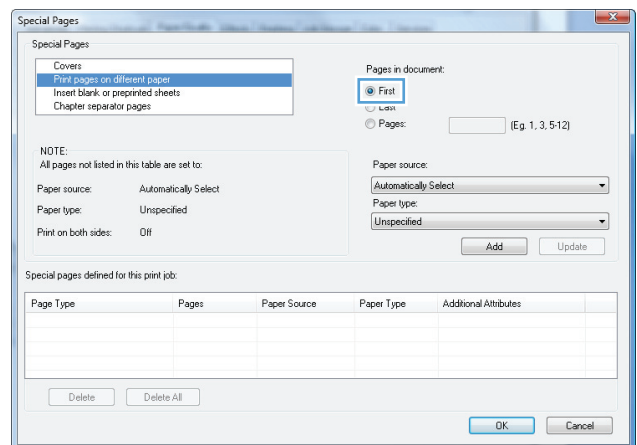 Special Pages
Special Pages
Covers
Print pages on different paper
Insert blank or preprinted sheets
Chapter separator pages
Pages in document:
First
Last
Pages: (Eg. 1, 3, 5-12)
NOTE:
All pages not listed in this table are set to:
Paper source: Automatically Select
Paper type: Unspecified
Print on both sides: Off
Paper source:
Automatically Select
Paper type:
Unspecified
Add Update
Special pages defined for this print job:
Page Type Pages Paper Source Paper Type Additional Attributes
Delete Delete All
OK Cancel